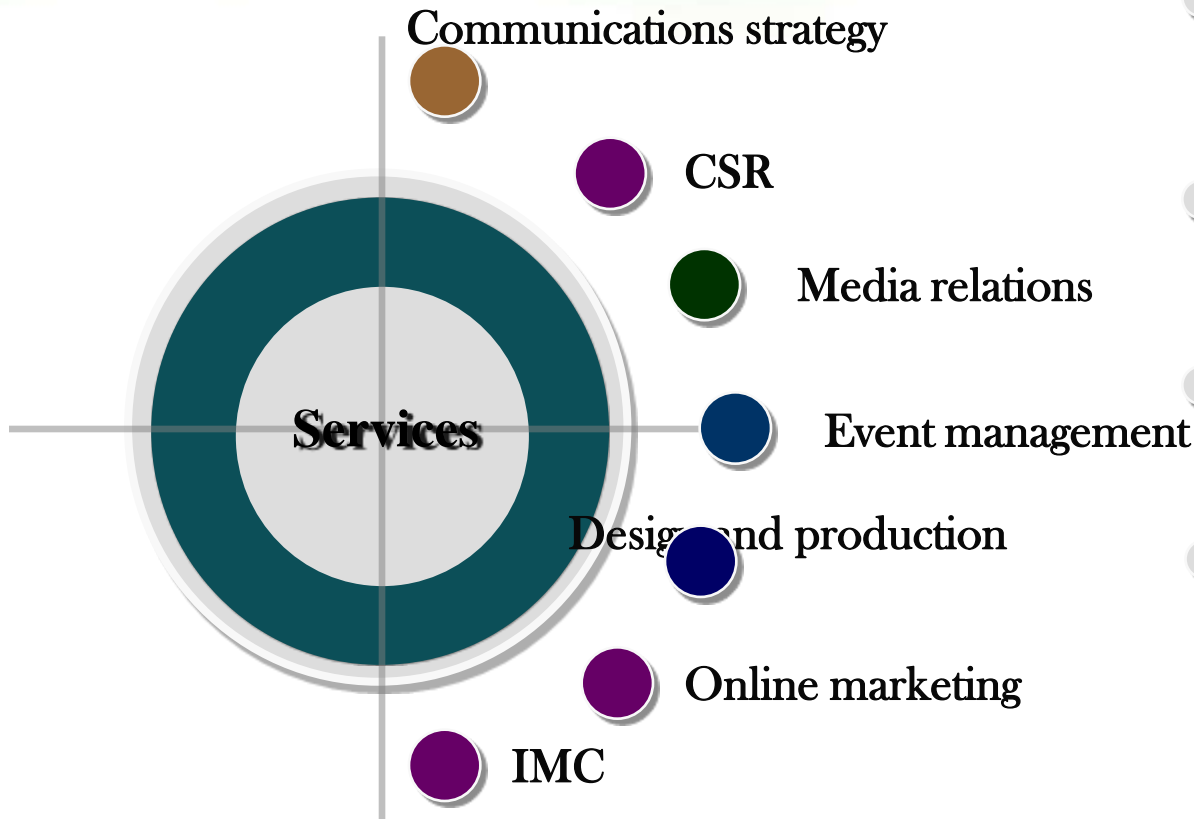 Communications strategy
CSR
Media relations
Services
Event management
Design and production
Online marketing
IMC